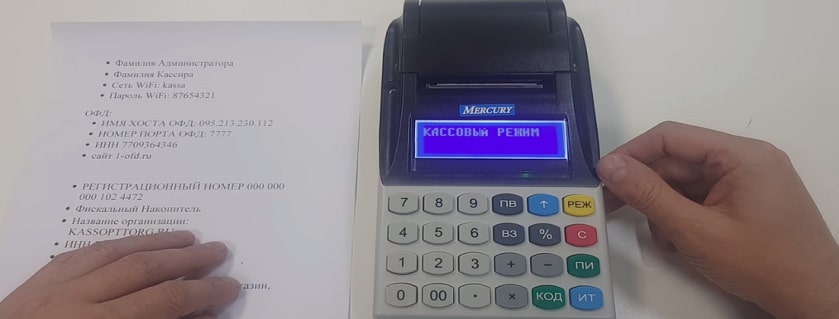 • Фамилия Администратора
• Фамилия Кассира
• Сеть WiFi: kassa
• Пароль WiFi: 87654321
ОФД:
• ИМЯ ХОСТА ОФД: 095.213.230.112
• НОМЕР ПОРТА ОФД: 7777
• ИНН 7709364346
• сайт 1-ofd.ru
• РЕГИСТРАЦИОННЫЙ НОМЕР 000 000
000 102 4472
• Фискальный Накопитель
• Название организации:
KASSOPTTORG.RU
• ИНН
MERCURY
КАССОВЫЙ РЕЖИМ
7 8 9 ПВ ↑ РЕЖ
4 5 6 ВЗ % С
1 2 3 + − ПИ
0 00 · × КОД ИТ